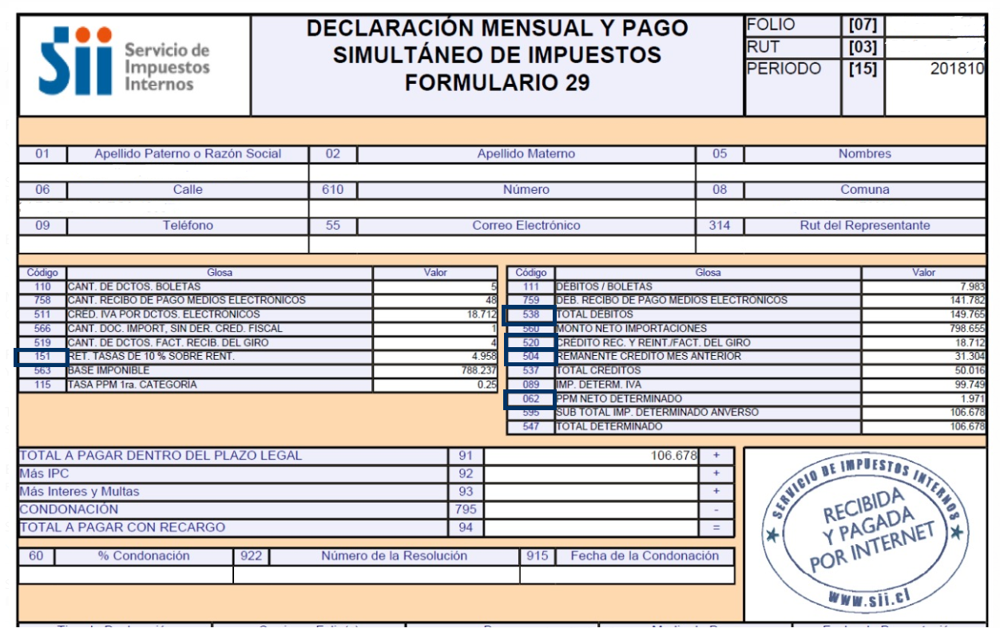 sii Servicio de
Impuestos
Internos
DECLARACIÓN MENSUAL Y PAGO
SIMULTÁNEO DE IMPUESTOS
FORMULARIO 29
FOLIO [07]
RUT [03]
PERIODO [15] 201810
01 Apellido Paterno o Razón Social 02 Apellido Materno 05 Nombres
06 Calle 610 Número 08 Comuna
09 Teléfono 55 Correo Electrónico 314 Rut del Representante
Código Glosa Valor
110 CANT. DE DCTOS. BOLETAS 5
758 CANT. RECIBO DE PAGO MEDIOS ELECTRÓNICOS 48
511 CRED. IVA POR DCTOS. ELECTRONICOS 18.712
566 CANT. DOC. IMPORT, SIN DER. CRED. FISCAL 1
519 CANT. DE DCTOS. FACT. RECIB. DEL GIRO 4
151 RET. TASAS DE 10 % SOBRE RENT. 4.958
563 BASE IMPONIBLE 788.237
115 TASA PPM 1ra. CATEGORÍA 0.25
Código Glosa Valor
111 DÉBITOS / BOLETAS 7.983
759 DEB. RECIBO DE PAGO MEDIOS ELECTRÓNICOS 141.782
538 TOTAL DÉBITOS 149.765
560 MONTO NETO IMPORTACIONES 798.655
520 CRÉDITO REC. Y REINT./FACT. DEL GIRO 18.712
504 REMANENTE CREDITO MES ANTERIOR 31.304
537 TOTAL CRÉDITOS 50.016
089 IMP. DETERM. IVA 99.749
062 PPM NETO DETERMINADO 1.971
595 SUB TOTAL IMP. DETERMINADO ANVERSO 106.678
547 TOTAL DETERMINADO 106.678
TOTAL A PAGAR DENTRO DEL PLAZO LEGAL 91 106.678 +
Más IPC 92 +
Más Interes y Multas 93 +
CONDONACIÓN 795 -
TOTAL A PAGAR CON RECARGO 94 =
60 % Condonación 922 Número de la Resolución 915 Fecha de la Condonación
SERVICIO DE IMPUESTOS INTERNOS
RECIBIDA
Y PAGADA
POR INTERNET
www.sii.cl